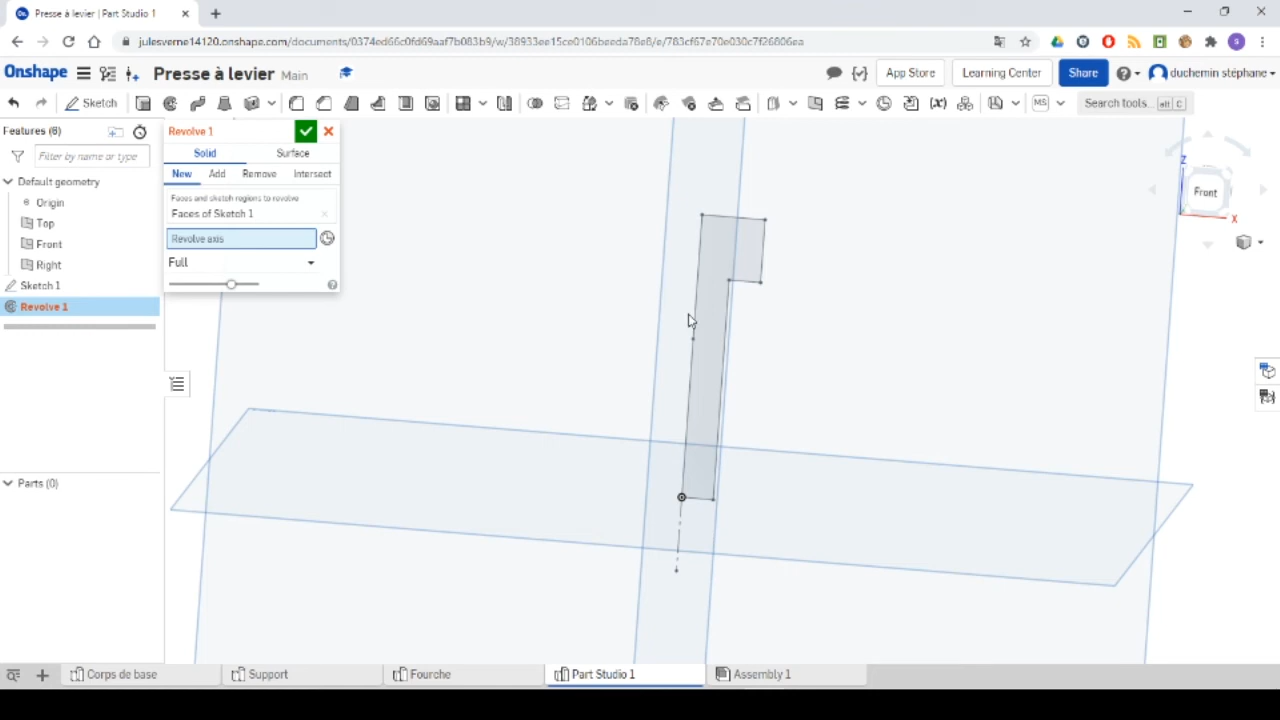 Presse à levier | Part Studio 1
julesverne14120.onshape.com/documents/0374ed66c0fd69aaf7b083b9/w/38933ee15ce0106beeda78e8/e/783cf67e70e030c7f26806ea
Onshape Presse à levier Main App Store Learning Center Share duchemin stéphane
Sketch Search tools... alt C
Features (6)
Filter by name or type
Default geometry
Origin
Top
Front
Right
Sketch 1
Revolve 1
Revolve 1
Solid Surface
New Add Remove Intersect
Faces and sketch regions to revolve
Faces of Sketch 1
Revolve axis
Full
Z
Front
X
Parts (0)
Corps de base Support Fourche Part Studio 1 Assembly 1